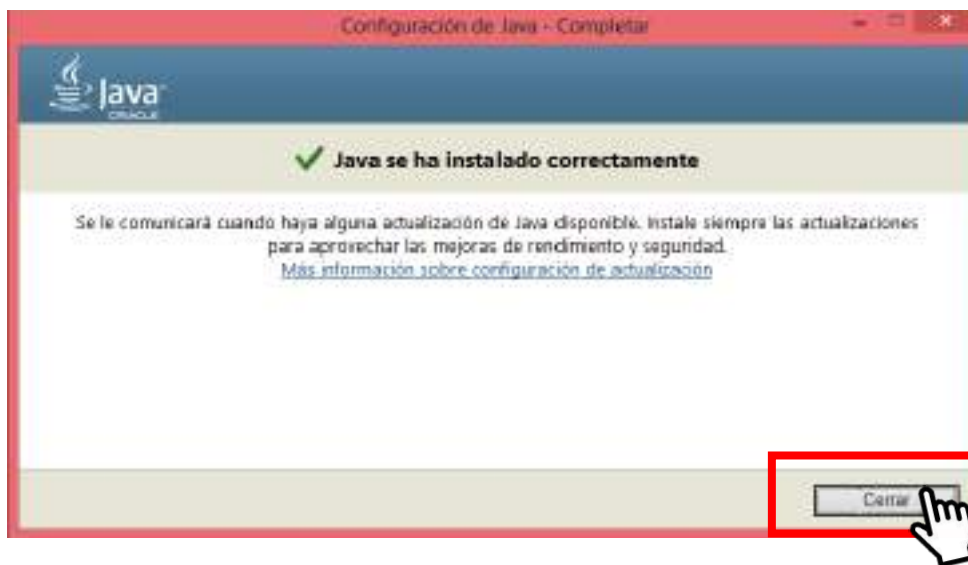 Configuración de Java - Completar
Java
ORACLE
Java se ha instalado correctamente
Se le comunicará cuando haya alguna actualización de Java disponible. Instale siempre las actualizaciones
para aprovechar las mejoras de rendimiento y seguridad.
Más información sobre configuración de actualización
Cerrar